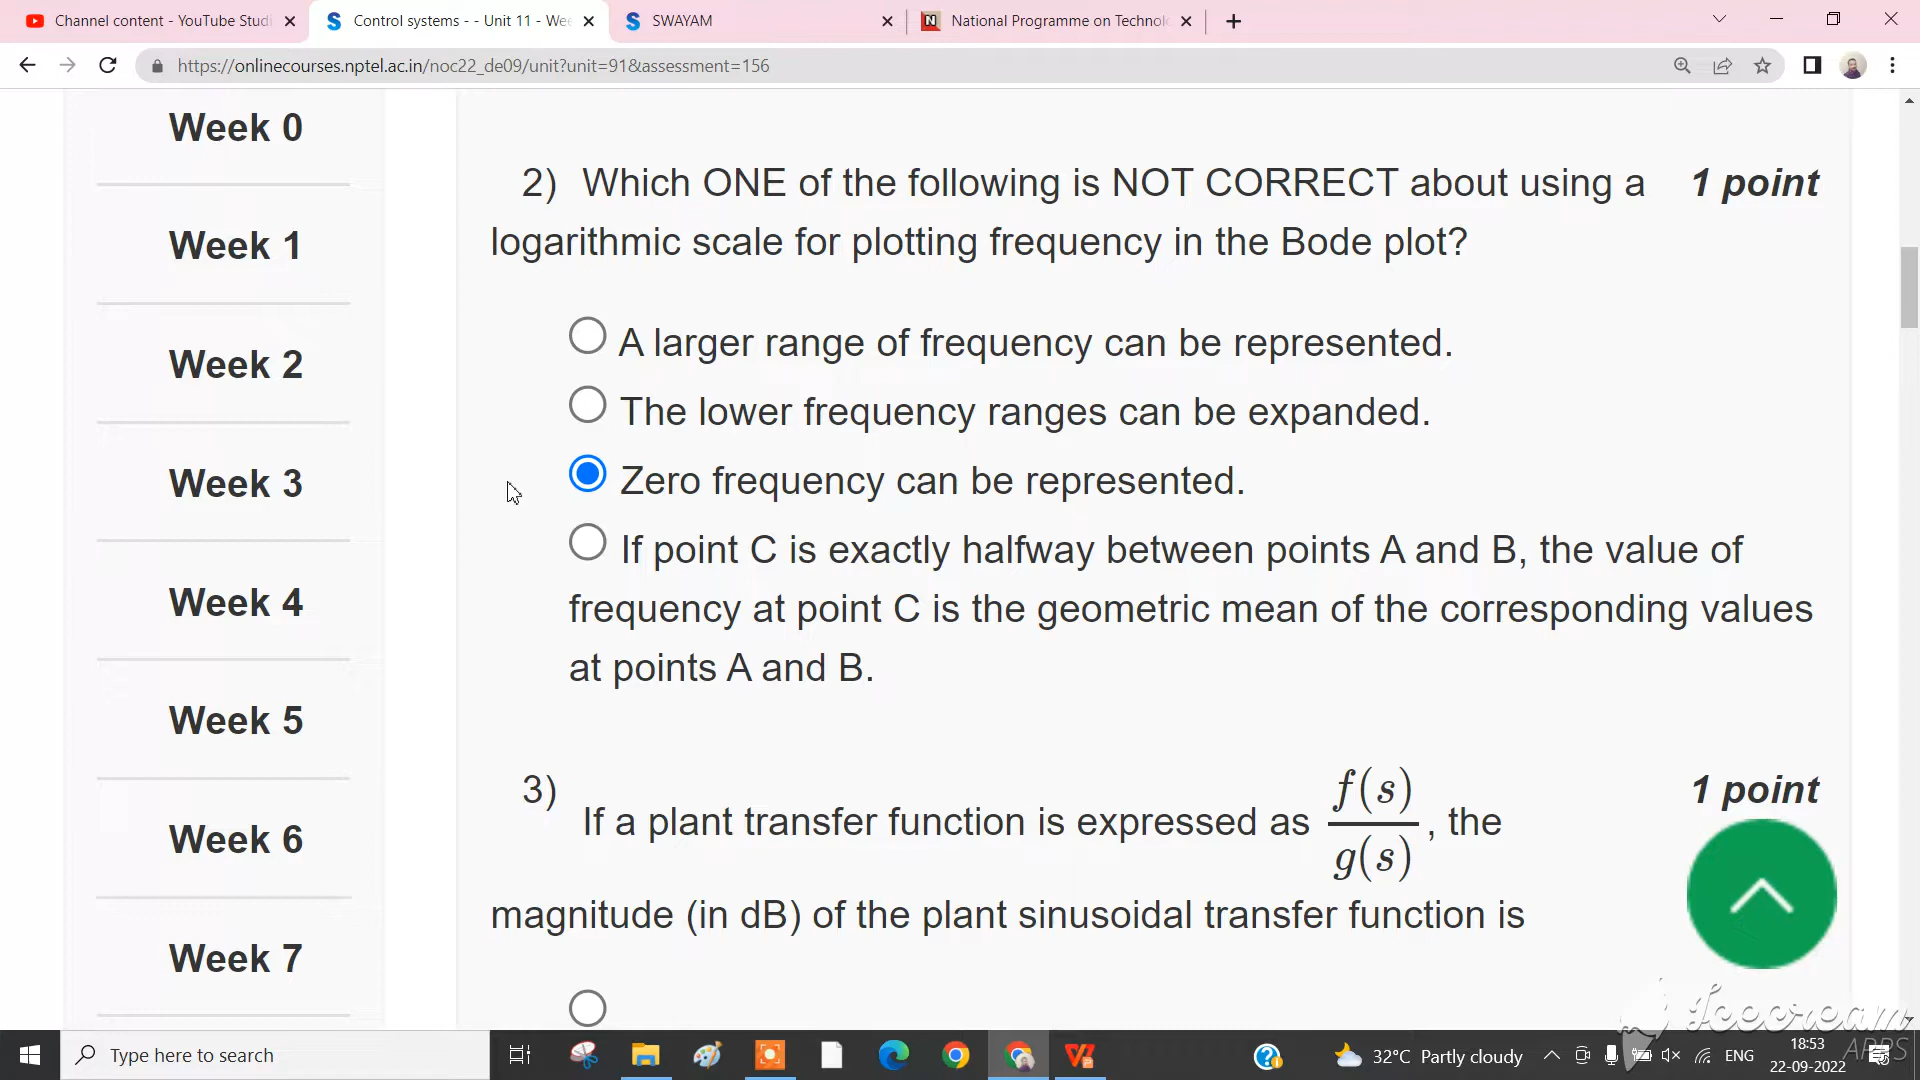 Channel content - YouTube Studi
Control systems - - Unit 11 - Wee
SWAYAM
National Programme on Technolo
https://onlinecourses.nptel.ac.in/noc22_de09/unit?unit=91&assessment=156
Week 0
Week 1
Week 2
Week 3
Week 4
Week 5
Week 6
Week 7
2) Which ONE of the following is NOT CORRECT about using a 1 point
logarithmic scale for plotting frequency in the Bode plot?
A larger range of frequency can be represented.
The lower frequency ranges can be expanded.
Zero frequency can be represented.
If point C is exactly halfway between points A and B, the value of
frequency at point C is the geometric mean of the corresponding values
at points A and B.
3) If a plant transfer function is expressed as f(s)/g(s), the 1 point
magnitude (in dB) of the plant sinusoidal transfer function is
Icecream
APPS
Type here to search
32°C Partly cloudy
ENG
18:53
22-09-2022